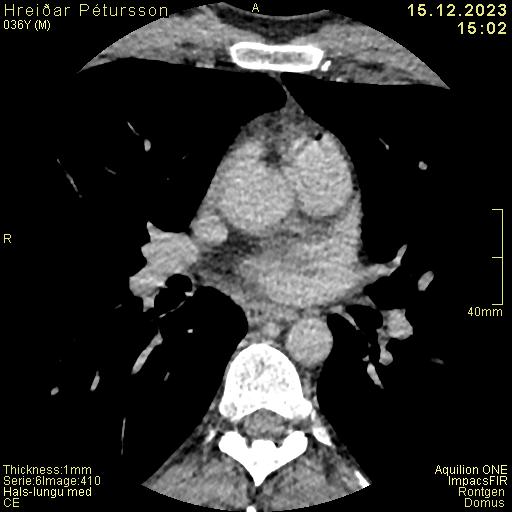 Hreiðar Pétursson
036Y (M)
A
15.12.2023
15:02
R
40mm
Thickness:1mm
Serie:6Image:410
Hals-lungu med
CE
Aquilion ONE
ImpacsFIR
Rontgen
Domus